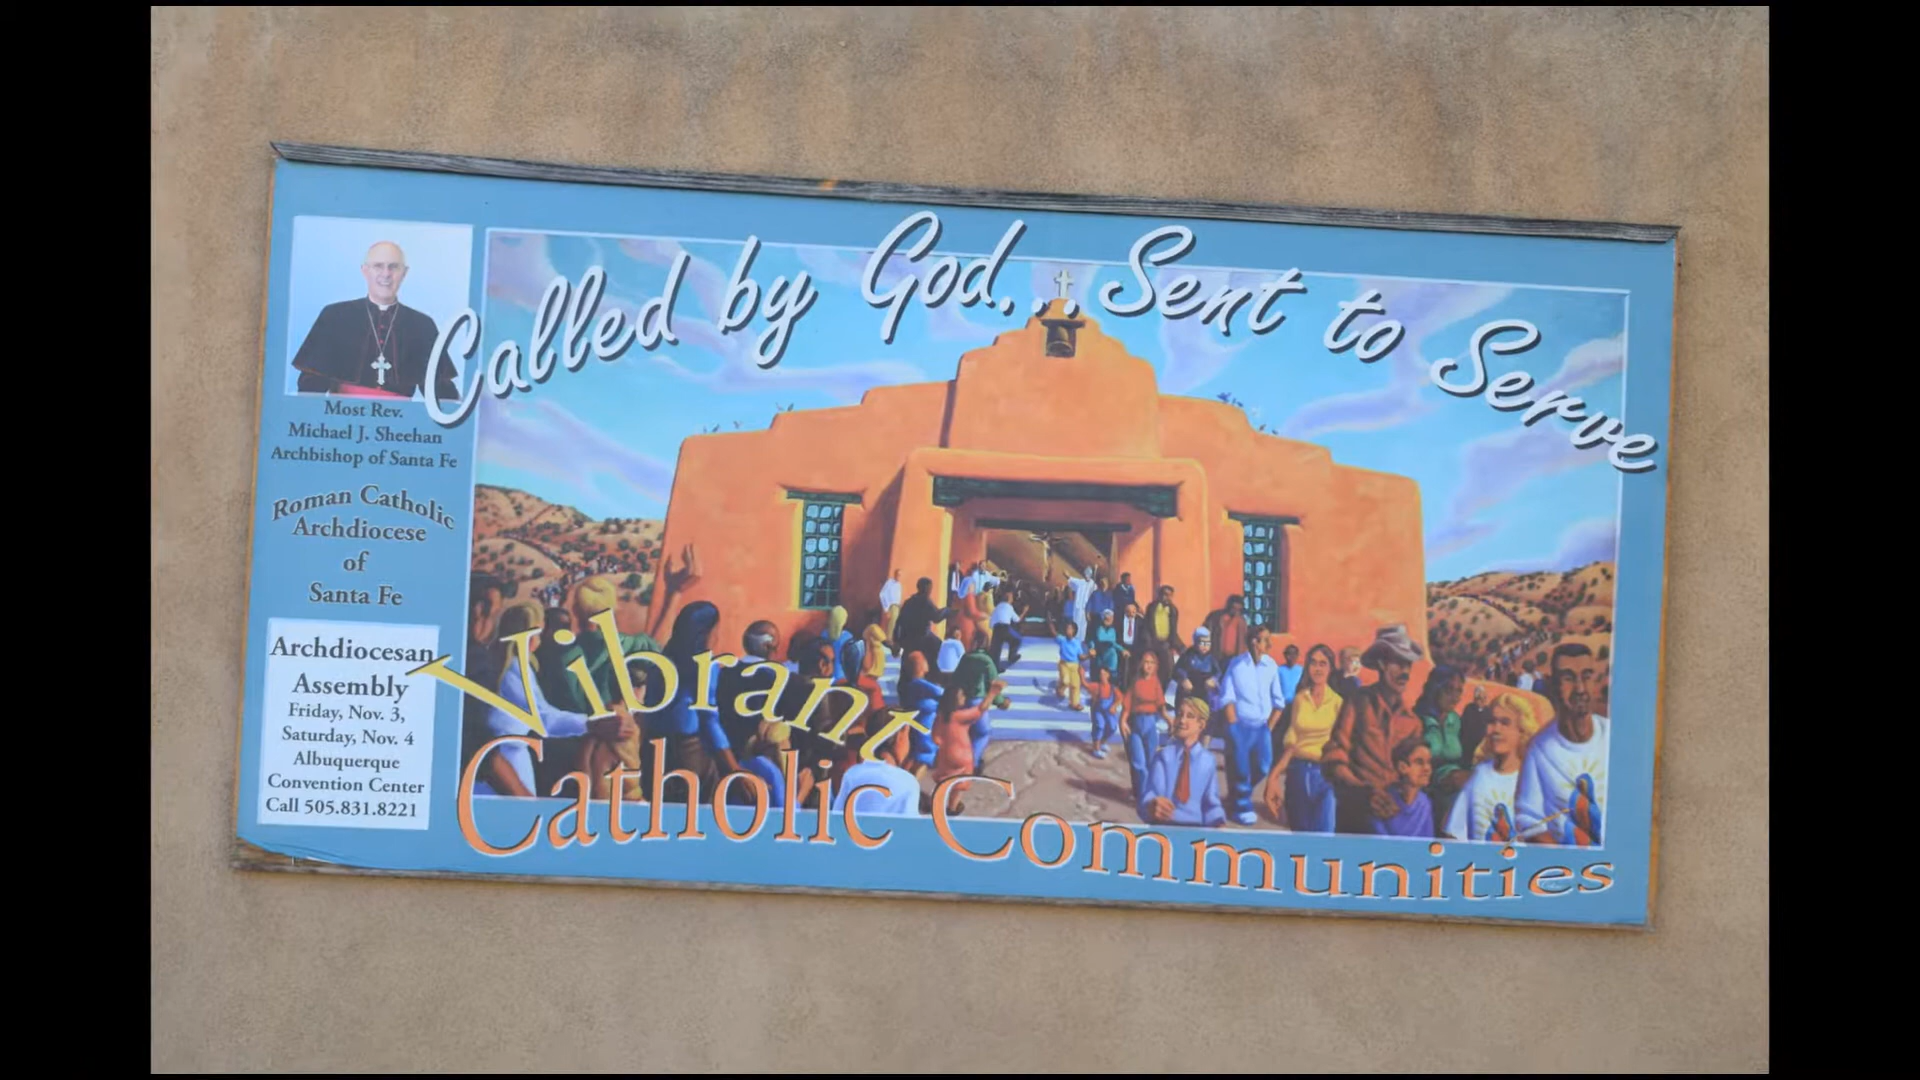 Called by God...Sent to Serve
Most Rev.
Michael J. Sheehan
Archbishop of Santa Fe
Roman Catholic
Archdiocese
of
Santa Fe
Archdiocesan
Assembly
Friday, Nov. 3,
Saturday, Nov. 4
Albuquerque
Convention Center
Call 505.831.8221
Vibrant
Catholic Communities